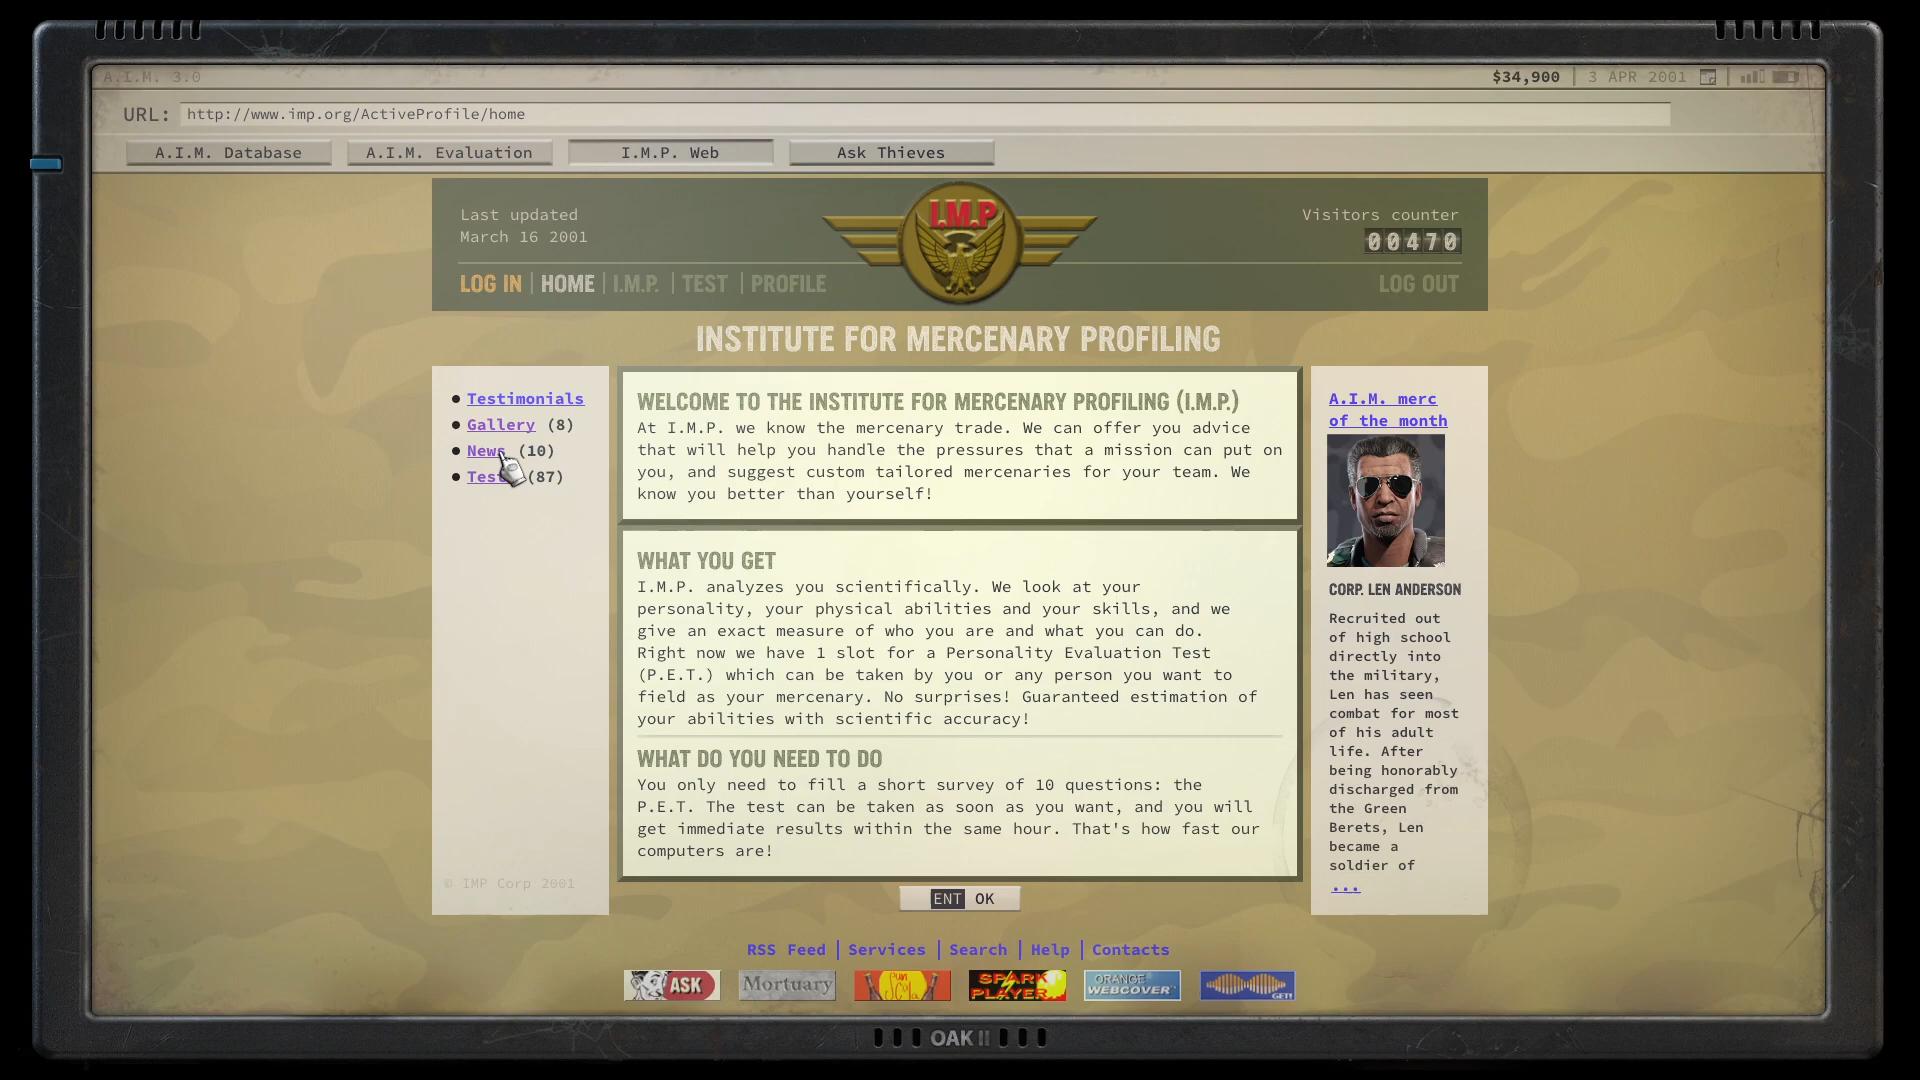 A.I.M. 3.0
$34,900 | 3 APR 2001
URL: http://www.imp.org/ActiveProfile/home
A.I.M. Database
A.I.M. Evaluation
I.M.P. Web
Ask Thieves
Last updated
March 16 2001
I.M.P
Visitors counter
00470
LOG IN | HOME | I.M.P. | TEST | PROFILE
LOG OUT
INSTITUTE FOR MERCENARY PROFILING
Testimonials
Gallery (8)
News (10)
(87)
© IMP Corp 2001
WELCOME TO THE INSTITUTE FOR MERCENARY PROFILING (I.M.P.)
At I.M.P. we know the mercenary trade. We can offer you advice
that will help you handle the pressures that a mission can put on
you, and suggest custom tailored mercenaries for your team. We
know you better than yourself!
WHAT YOU GET
I.M.P. analyzes you scientifically. We look at your
personality, your physical abilities and your skills, and we
give an exact measure of who you are and what you can do.
Right now we have 1 slot for a Personality Evaluation Test
(P.E.T.) which can be taken by you or any person you want to
field as your mercenary. No surprises! Guaranteed estimation of
your abilities with scientific accuracy!
WHAT DO YOU NEED TO DO
You only need to fill a short survey of 10 questions: the
P.E.T. The test can be taken as soon as you want, and you will
get immediate results within the same hour. That's how fast our
computers are!
ENT OK
A.I.M. merc
of the month
CORP. LEN ANDERSON
Recruited out
of high school
directly into
the military,
Len has seen
combat for most
of his adult
life. After
being honorably
discharged from
the Green
Berets, Len
became a
soldier of
...
RSS Feed | Services | Search | Help | Contacts
ASK
Mortuary
SPARK
PLAYER
ORANGE
WEBCOVER
GET!
OAK II